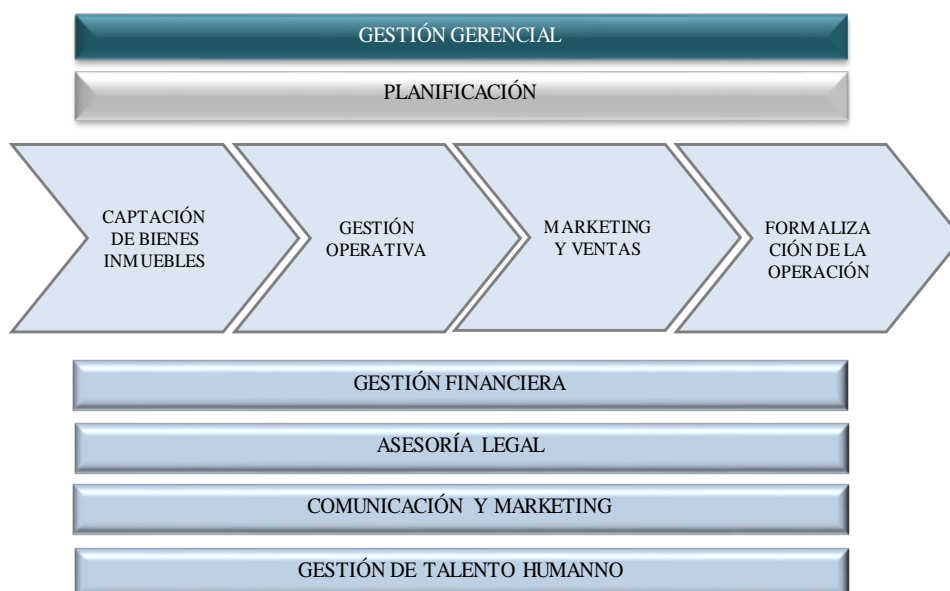 GESTIÓN GERENCIAL
PLANIFICACIÓN
CAPTACIÓN
DE BIENES
INMUEBLES
GESTIÓN
OPERATIVA
MARKETING
Y VENTAS
FORMALIZA
CIÓN DE LA
OPERACIÓN
GESTIÓN FINANCIERA
ASESORÍA LEGAL
COMUNICACIÓN Y MARKETING
GESTIÓN DE TALENTO HUMANNO